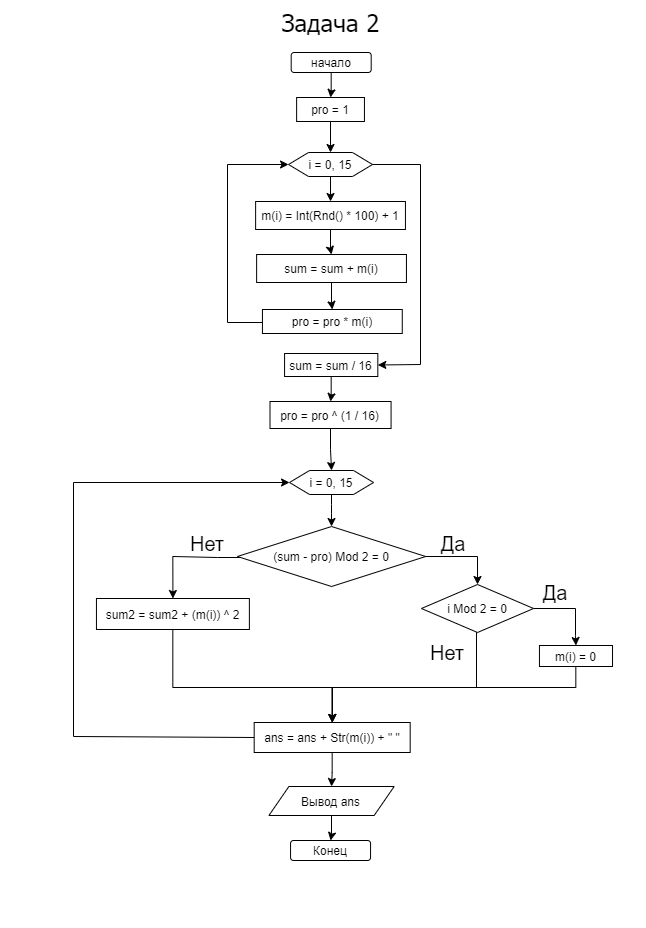 Задача 2
начало
pro = 1
i = 0, 15
m(i) = Int(Rnd() * 100) + 1
sum = sum + m(i)
pro = pro * m(i)
sum = sum / 16
pro = pro ^ (1 / 16)
i = 0, 15
Нет
(sum - pro) Mod 2 = 0
Да
sum2 = sum2 + (m(i)) ^ 2
i Mod 2 = 0
Да
Нет
m(i) = 0
ans = ans + Str(m(i)) + " "
Вывод ans
Конец